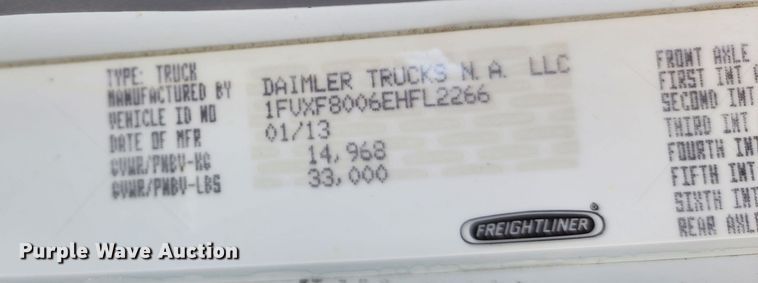 TYPE: TRUCK
MANUFACTURED BY DAIMLER TRUCKS N.A. LLC
VEHICLE ID NO 1FVXF8006EHFL2266
DATE OF MFR 01/13
GVWR/PNBV-KG 14,968
GVWR/PNBV-LBS 33,000
FRONT AXLE
FIRST INT
SECOND INT
THIRD INT
FOURTH INT
FIFTH INT
SIXTH INT
REAR AXLE
FREIGHTLINER®
Purple Wave Auction